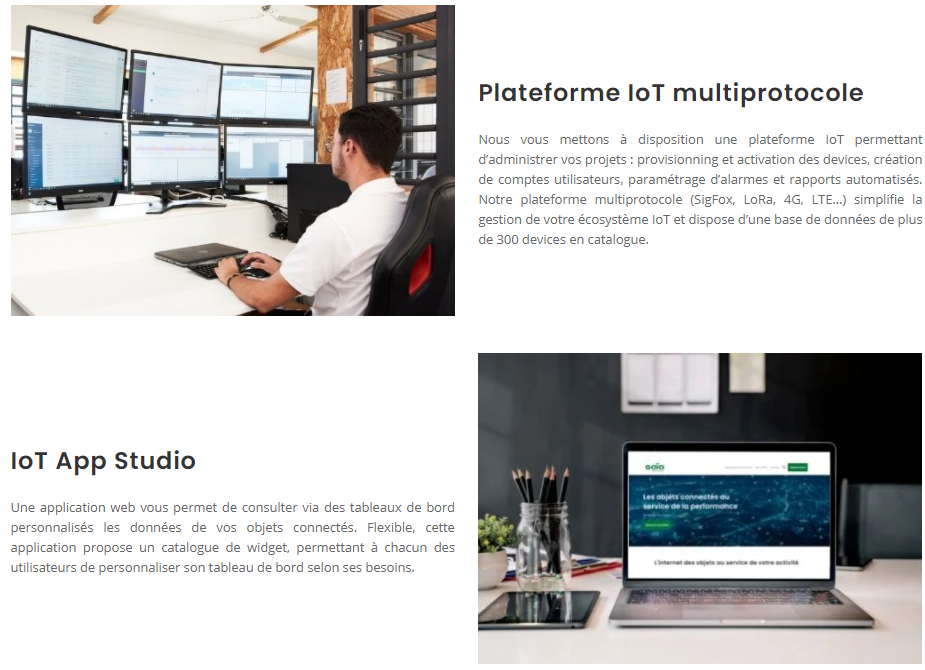 Plateforme IoT multiprotocole
Nous vous mettons à disposition une plateforme IoT permettant
d’administrer vos projets : provisionning et activation des devices, création
de comptes utilisateurs, paramétrage d’alarmes et rapports automatisés.
Notre plateforme multiprotocole (SigFox, LoRa, 4G, LTE…) simplifie la
gestion de votre écosystème IoT et dispose d’une base de données de plus
de 300 devices en catalogue.
IoT App Studio
Une application web vous permet de consulter via des tableaux de bord
personnalisés les données de vos objets connectés. Flexible, cette
application propose un catalogue de widget, permettant à chacun des
utilisateurs de personnaliser son tableau de bord selon ses besoins.
Les objets connectés au
service de la performance
L'internet des objets au service de votre activité